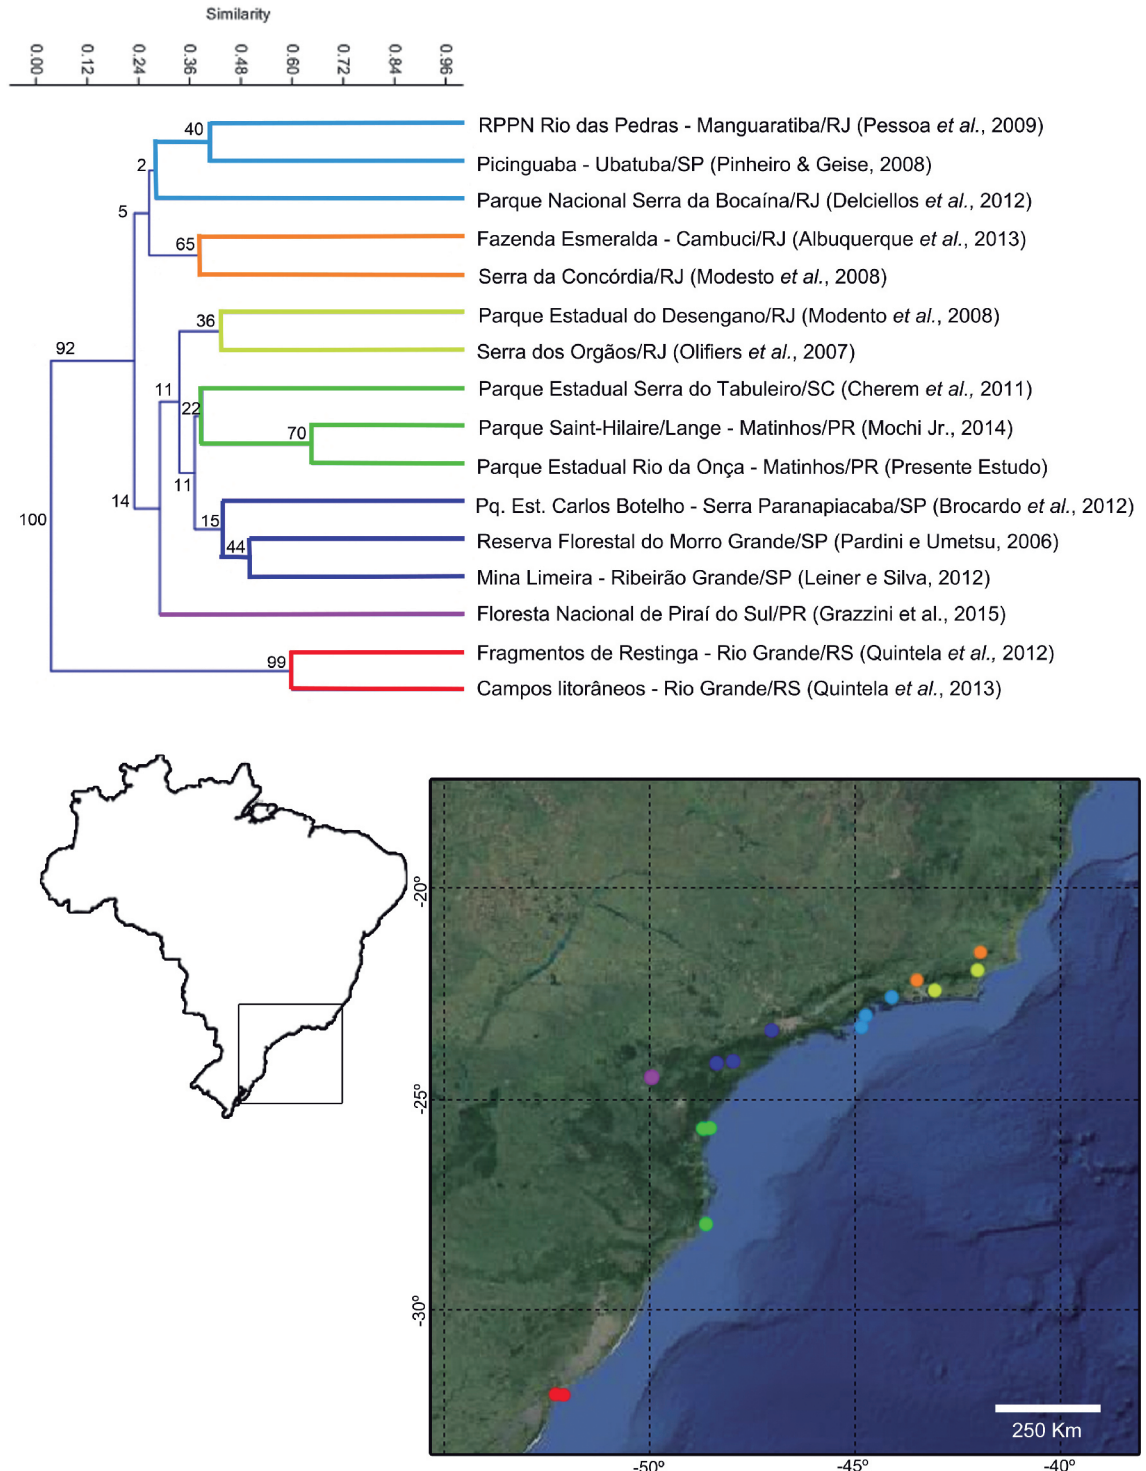 Similarity
0.00 0.12 0.24 0.36 0.48 0.60 0.72 0.84 0.96
40
RPPN Rio das Pedras - Manguaratiba/RJ (Pessoa et al., 2009)
2
Picinguaba - Ubatuba/SP (Pinheiro & Geise, 2008)
5
Parque Nacional Serra da Bocaína/RJ (Delciellos et al., 2012)
65
Fazenda Esmeralda - Cambuci/RJ (Albuquerque et al., 2013)
Serra da Concórdia/RJ (Modesto et al., 2008)
36
Parque Estadual do Desengano/RJ (Modento et al., 2008)
92
Serra dos Orgãos/RJ (Olifiers et al., 2007)
11
Parque Estadual Serra do Tabuleiro/SC (Cherem et al., 2011)
22
70
Parque Saint-Hilaire/Lange - Matinhos/PR (Mochi Jr., 2014)
Parque Estadual Rio da Onça - Matinhos/PR (Presente Estudo)
11
14
Pq. Est. Carlos Botelho - Serra Paranapiacaba/SP (Brocardo et al., 2012)
100
15
44
Reserva Florestal do Morro Grande/SP (Pardini e Umetsu, 2006)
Mina Limeira - Ribeirão Grande/SP (Leiner e Silva, 2012)
Floresta Nacional de Piraí do Sul/PR (Grazzini et al., 2015)
99
Fragmentos de Restinga - Rio Grande/RS (Quintela et al., 2012)
Campos litorâneos - Rio Grande/RS (Quintela et al., 2013)
-20º
-25º
-30º
250 Km
-50º -45º -40º